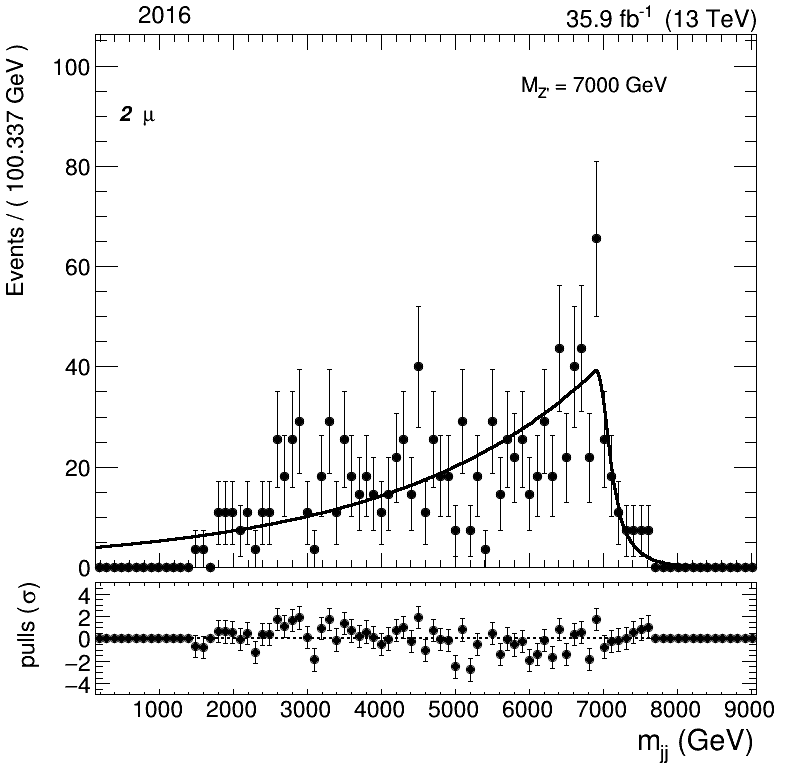 2016
35.9 fb⁻¹ (13 TeV)
Events / ( 100.337 GeV )
100
80
60
40
20
0
2 μ
M_Z' = 7000 GeV
pulls (σ)
4
2
0
−2
−4
1000 2000 3000 4000 5000 6000 7000 8000 9000
m_jj (GeV)